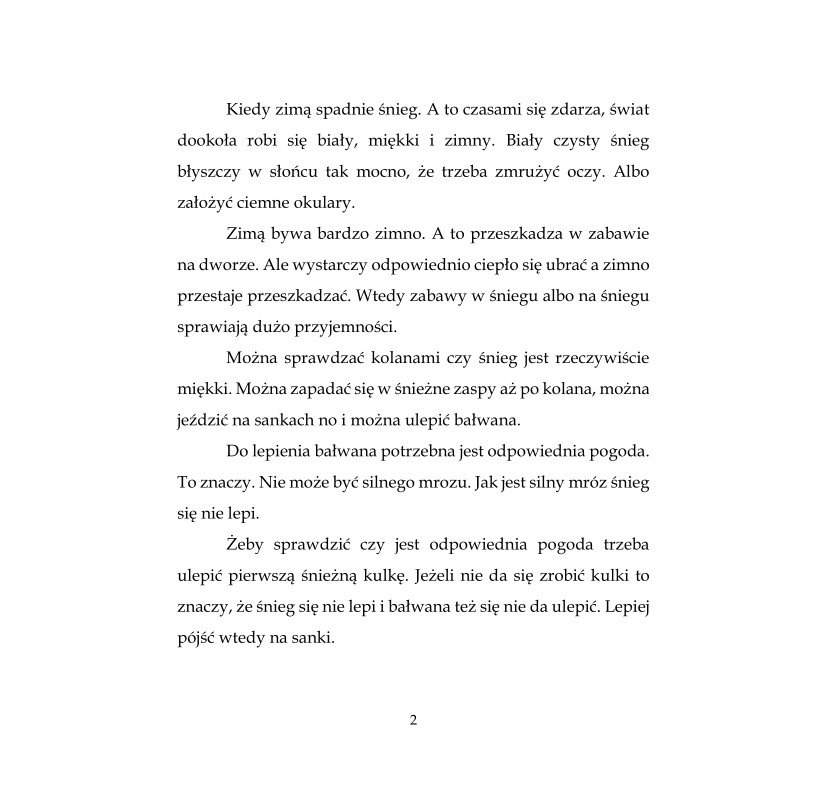 Kiedy zimą spadnie śnieg. A to czasami się zdarza, świat
dookoła robi się biały, miękki i zimny. Biały czysty śnieg
błyszczy w słońcu tak mocno, że trzeba zmrużyć oczy. Albo
założyć ciemne okulary.
Zimą bywa bardzo zimno. A to przeszkadza w zabawie
na dworze. Ale wystarczy odpowiednio ciepło się ubrać a zimno
przestaje przeszkadzać. Wtedy zabawy w śniegu albo na śniegu
sprawiają dużo przyjemności.
Można sprawdzać kolanami czy śnieg jest rzeczywiście
miękki. Można zapadać się w śnieżne zaspy aż po kolana, można
jeździć na sankach no i można ulepić bałwana.
Do lepienia bałwana potrzebna jest odpowiednia pogoda.
To znaczy. Nie może być silnego mrozu. Jak jest silny mróz śnieg
się nie lepi.
Żeby sprawdzić czy jest odpowiednia pogoda trzeba
ulepić pierwszą śnieżną kulkę. Jeżeli nie da się zrobić kulki to
znaczy, że śnieg się nie lepi i bałwana też się nie da ulepić. Lepiej
pójść wtedy na sanki.
2